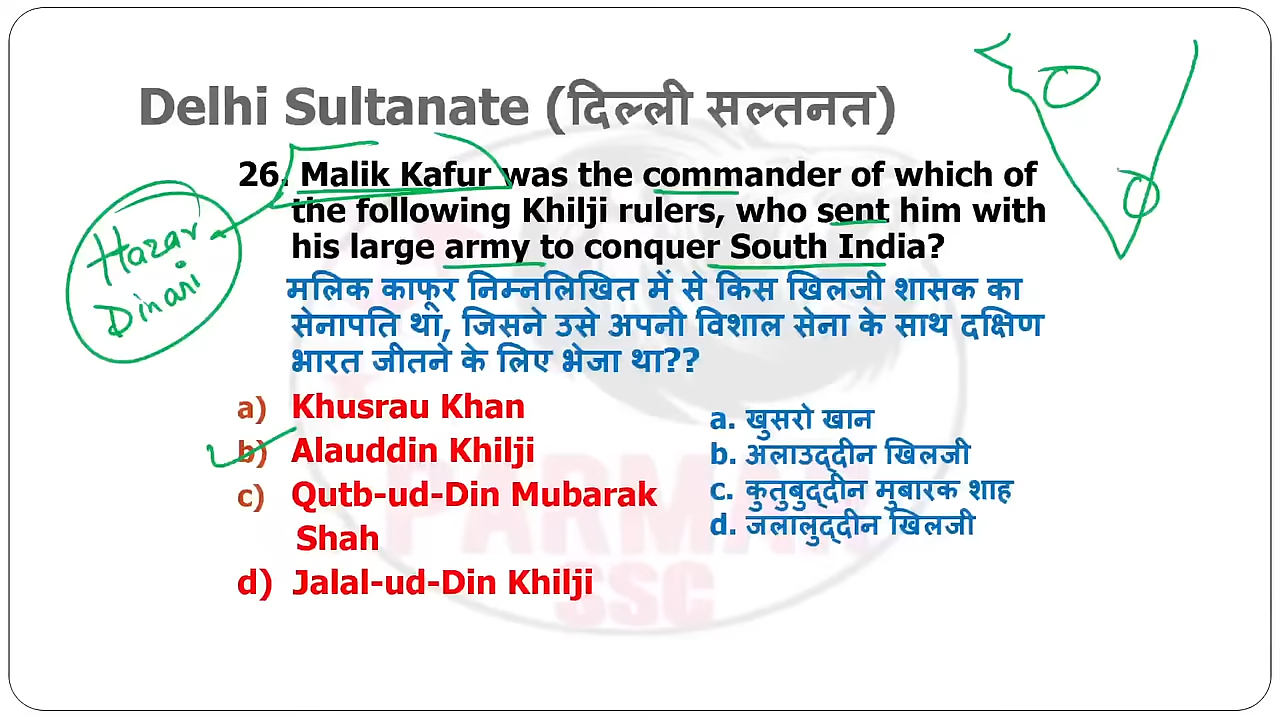 Delhi Sultanate (दिल्ली सल्तनत)
26. Malik Kafur was the commander of which of
the following Khilji rulers, who sent him with
his large army to conquer South India?
मलिक काफूर निम्नलिखित में से किस खिलजी शासक का
सेनापति था, जिसने उसे अपनी विशाल सेना के साथ दक्षिण
भारत जीतने के लिए भेजा था??
Hazar
Dinari
a) Khusrau Khan
b) Alauddin Khilji
c) Qutb-ud-Din Mubarak
Shah
d) Jalal-ud-Din Khilji
a. खुसरो खान
b. अलाउद्दीन खिलजी
c. कुतुबुद्दीन मुबारक शाह
d. जलालुद्दीन खिलजी
PARMAR
SSC